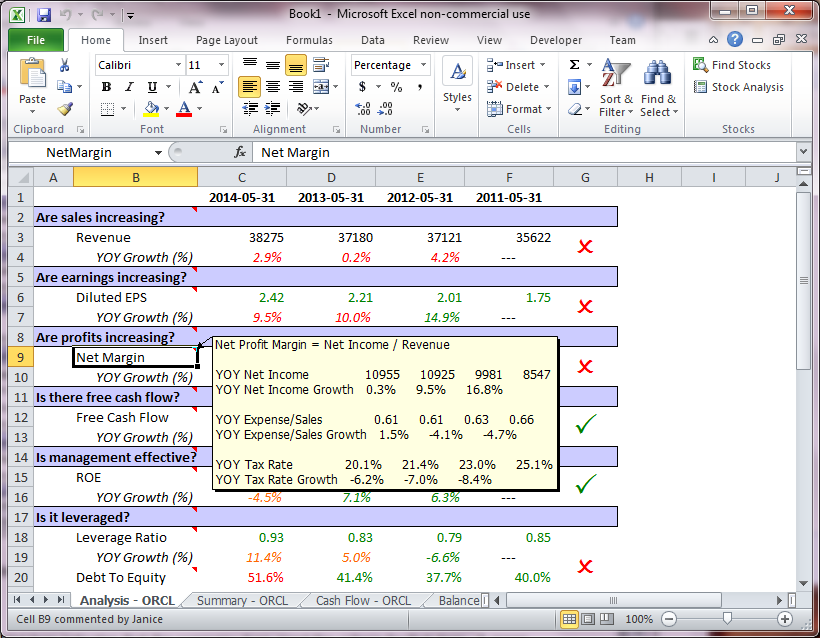 Book1 - Microsoft Excel non-commercial use
File Home Insert Page Layout Formulas Data Review View Developer Team
Paste
Calibri 11
B I U A A
A
Percentage
$ % ,
Styles
Insert
Delete
Format
Σ
Sort & Filter
Find & Select
Find Stocks
Stock Analysis
Clipboard Font Alignment Number Cells Editing Stocks
NetMargin fx Net Margin
A B C D E F G H I J
1 2014-05-31 2013-05-31 2012-05-31 2011-05-31
2 Are sales increasing?
3 Revenue 38275 37180 37121 35622
4 YOY Growth (%) 2.9% 0.2% 4.2% ---
5 Are earnings increasing?
6 Diluted EPS 2.42 2.21 2.01 1.75
7 YOY Growth (%) 9.5% 10.0% 14.9% ---
8 Are profits increasing?
9 Net Margin
10 YOY Growth (%)
11 Is there free cash flow?
12 Free Cash Flow
13 YOY Growth (%)
14 Is management effective?
15 ROE
16 YOY Growth (%) -4.5% 7.1% 6.3% ---
Net Profit Margin = Net Income / Revenue
YOY Net Income 10955 10925 9981 8547
YOY Net Income Growth 0.3% 9.5% 16.8%
YOY Expense/Sales 0.61 0.61 0.63 0.66
YOY Expense/Sales Growth 1.5% -4.1% -4.7%
YOY Tax Rate 20.1% 21.4% 23.0% 25.1%
YOY Tax Rate Growth -6.2% -7.0% -8.4%
17 Is it leveraged?
18 Leverage Ratio 0.93 0.83 0.79 0.85
19 YOY Growth (%) 11.4% 5.0% -6.6% ---
20 Debt To Equity 51.6% 41.4% 37.7% 40.0%
Analysis - ORCL Summary - ORCL Cash Flow - ORCL Balance
Cell B9 commented by Janice 100%